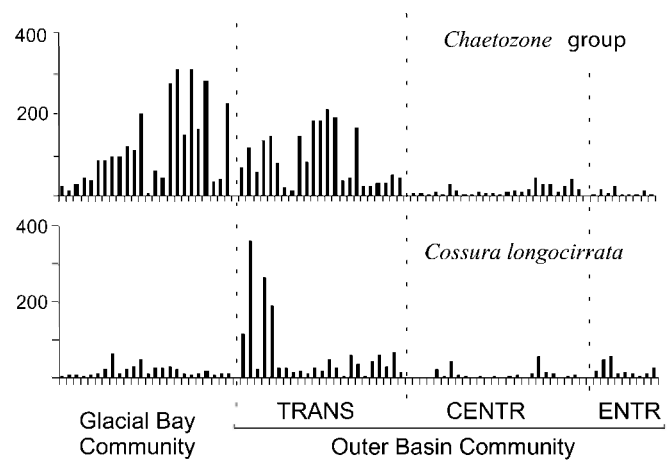 400
200
Chaetozone group
400
200
Cossura longocirrata
Glacial Bay
Community
TRANS
CENTR
ENTR
Outer Basin Community